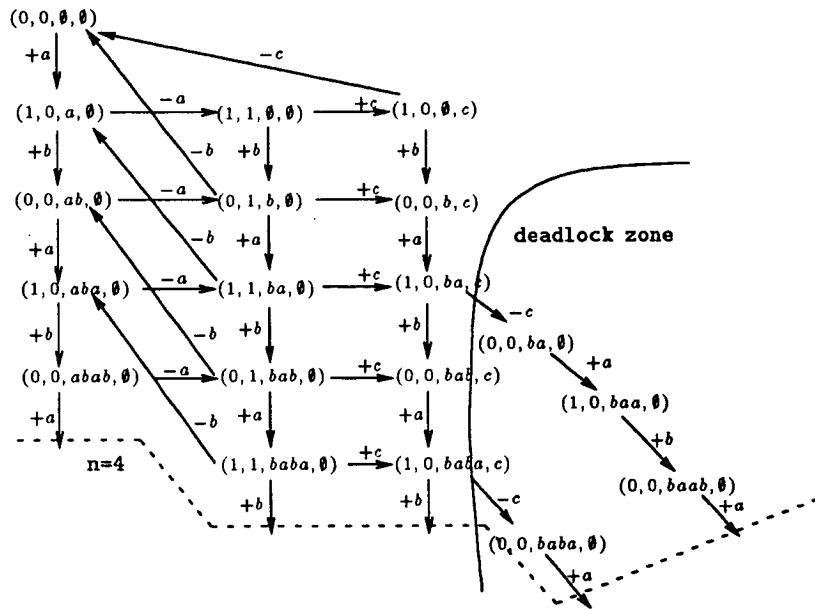 (0, 0, ∅, ∅)
+a
−c
(1, 0, a, ∅) −a (1, 1, ∅, ∅) +c (1, 0, ∅, c)
+b −b +b +b
(0, 0, ab, ∅) −a (0, 1, b, ∅) +c (0, 0, b, c)
deadlock zone
+a −b +a +a
(1, 0, aba, ∅) −a (1, 1, ba, ∅) +c (1, 0, ba, c)
−c
+b −b +b +b
(0, 0, ba, ∅)
+a
(0, 0, abab, ∅) −a (0, 1, bab, ∅) +c (0, 0, bab, c)
(1, 0, baa, ∅)
+a −b +a +a
+b
n=4
(1, 1, baba, ∅) +c (1, 0, baba, c)
(0, 0, baab, ∅)
+b +b −c +a
(0, 0, baba, ∅)
+a